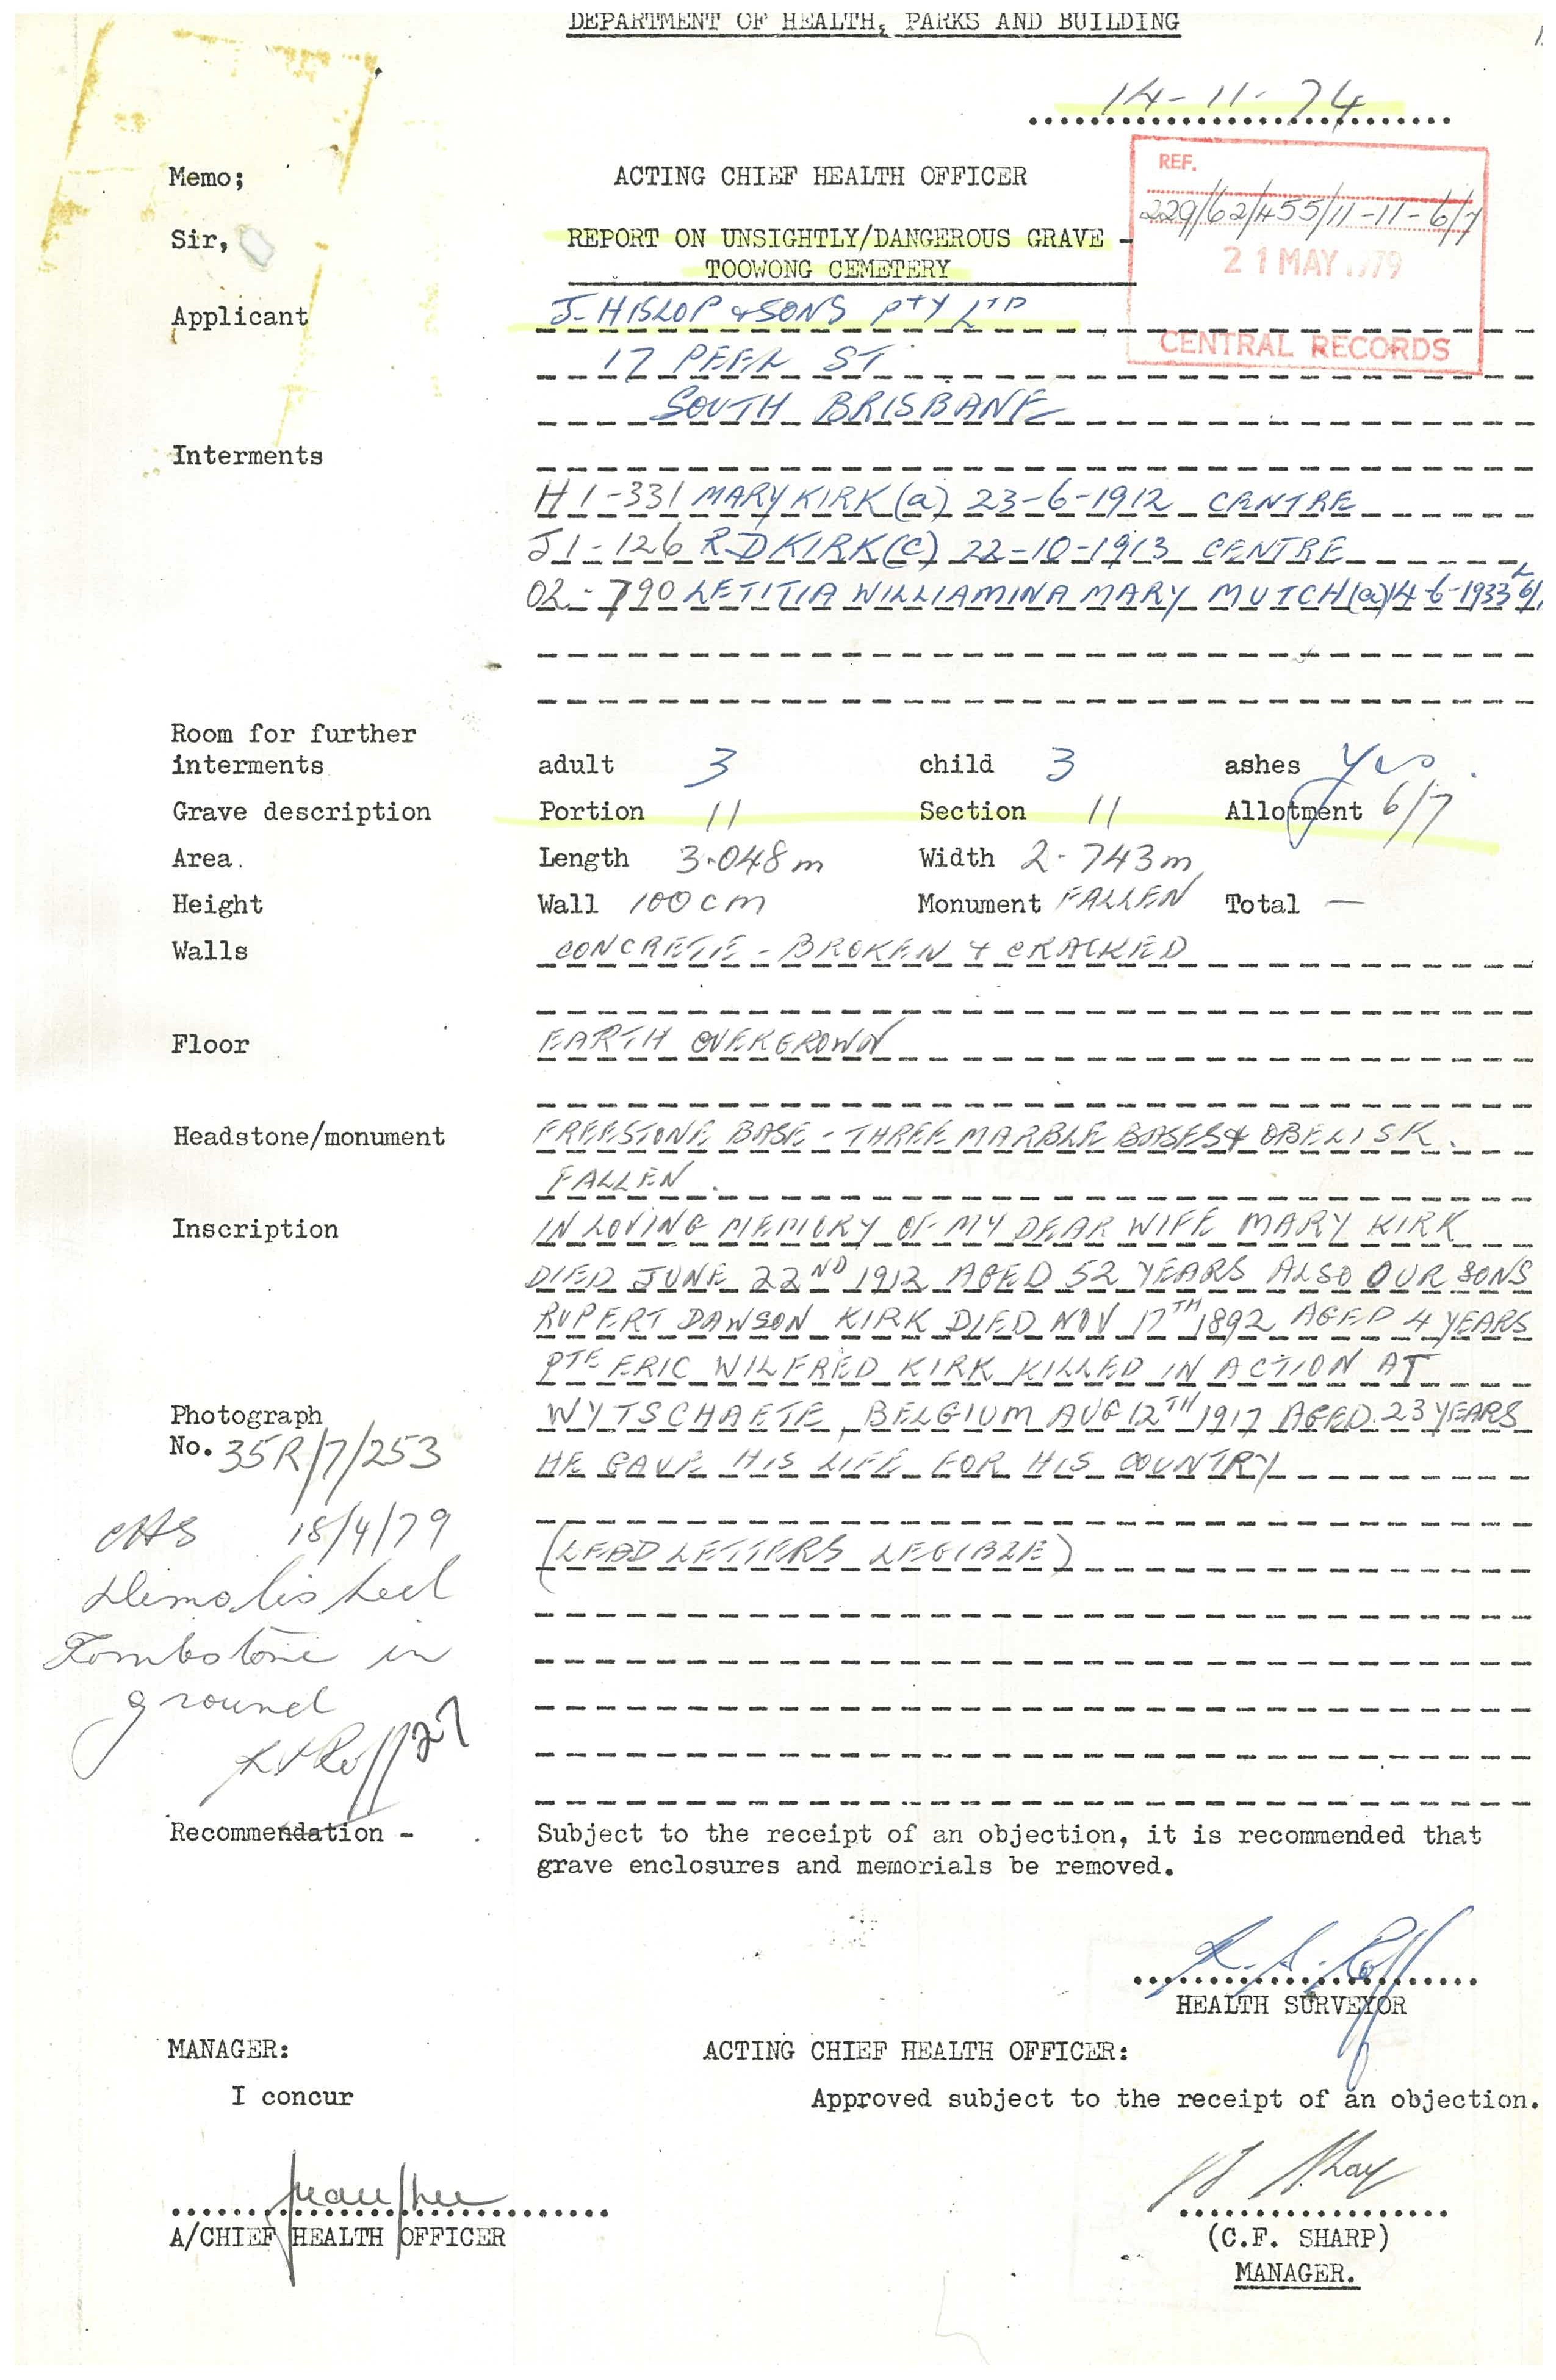 DEPARTMENT OF HEALTH, PARKS AND BUILDING
14-11-74
Memo; ACTING CHIEF HEALTH OFFICER
REF.
229/62/455/11-11-6/7
21 MAY 1979
CENTRAL RECORDS
Sir, REPORT ON UNSIGHTLY/DANGEROUS GRAVE -
TOOWONG CEMETERY
Applicant J. HISLOP & SONS PTY LTD
17 PEEL ST
SOUTH BRISBANE
Interments
H1-331 MARY KIRK (a) 23-6-1912 CENTRE
J1-126 R D KIRK (C) 22-10-1913 CENTRE
02-790 LETITIA WILLIAMINA MARY MUTCH (a) 14-6-1933 L 6/
Room for further
interments adult 3 child 3 ashes Yes.
Grave description Portion 11 Section 11 Allotment 6/7
Area. Length 3.048m Width 2.743m
Height Wall 100cm Monument FALLEN Total —
Walls CONCRETE - BROKEN & CRACKED
Floor EARTH OVERGROWN
Headstone/monument FREESTONE BASE - THREE MARBLE BASES & OBELISK.
FALLEN.
Inscription IN LOVING MEMORY OF MY DEAR WIFE MARY KIRK
DIED JUNE 22ND 1912 AGED 52 YEARS ALSO OUR SONS
RUPERT DAWSON KIRK DIED NOV 17TH 1892 AGED 4 YEARS
PTE ERIC WILFRED KIRK KILLED IN ACTION AT
WYTSCHAETE, BELGIUM AUG 12TH 1917 AGED 23 YEARS
HE GAVE HIS LIFE FOR HIS COUNTRY
Photograph
No. 35R/7/253
(LEAD LETTERS LEGIBLE)
18/4/79
Demolished
Tombstone in
ground
Recommendation - Subject to the receipt of an objection, it is recommended that
grave enclosures and memorials be removed.
HEALTH SURVEYOR
MANAGER: ACTING CHIEF HEALTH OFFICER:
I concur Approved subject to the receipt of an objection.
A/CHIEF HEALTH OFFICER (C.F. SHARP)
MANAGER.